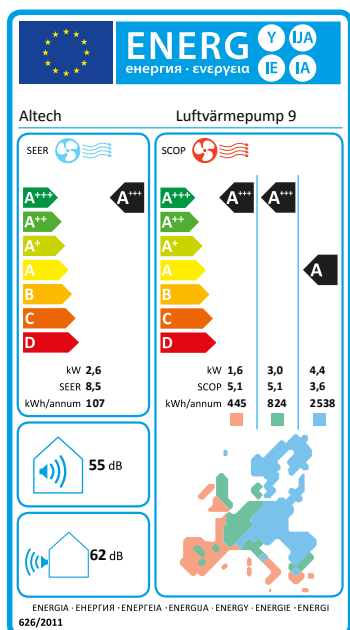 ENERG
енергия · ενεργεια
Y IJA
IE IA
Altech
Luftvärmepump 9
SEER
A+++
A++
A+
A
B
C
D
A+++
kW 2,6
SEER 8,5
kWh/annum 107
SCOP
A+++
A++
A+
A
B
C
D
A+++ A+++
A
kW 1,6 3,0 4,4
SCOP 5,1 5,1 3,6
kWh/annum 445 824 2538
55 dB
62 dB
ENERGIA · ЕНЕРГИЯ · ΕΝΕΡΓΕΙΑ · ENERGIJA · ENERGY · ENERGIE · ENERGI
626/2011